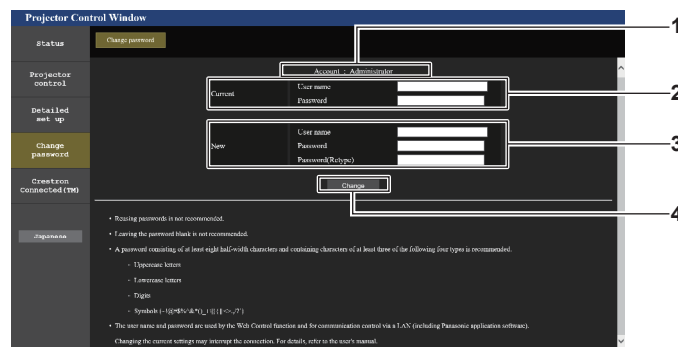 Projector Control Window
Status
Change password
Projector
control
Detailed
set up
Change
password
Crestron
Connected(TM)
Japanese
Account : Administrator
Current
User name
Password
New
User name
Password
Password(Retype)
Change
1
2
3
4
• Reusing passwords is not recommended.
• Leaving the password blank is not recommended.
• A password consisting of at least eight half-width characters and containing characters of at least three of the following four types is recommended.
- Uppercase letters
- Lowercase letters
- Digits
- Symbols
• The user name and password are used by the Web Control function and for communication control via a LAN (including Panasonic application software).
Changing the current settings may interrupt the connection. For details, refer to the user's manual.